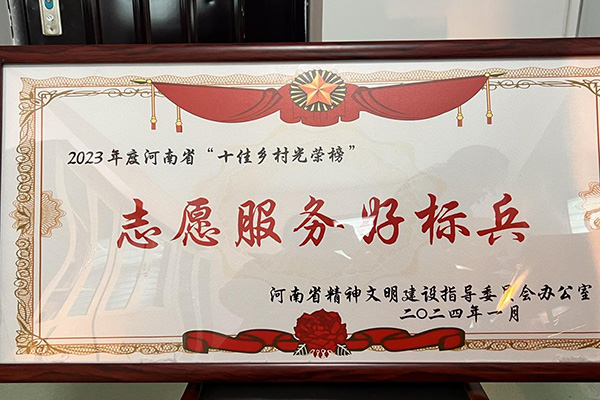 2023年度河南省“十佳乡村光荣榜”
志愿服务好标兵
河南省精神文明建设指导委员会办公室
二〇二四年一月